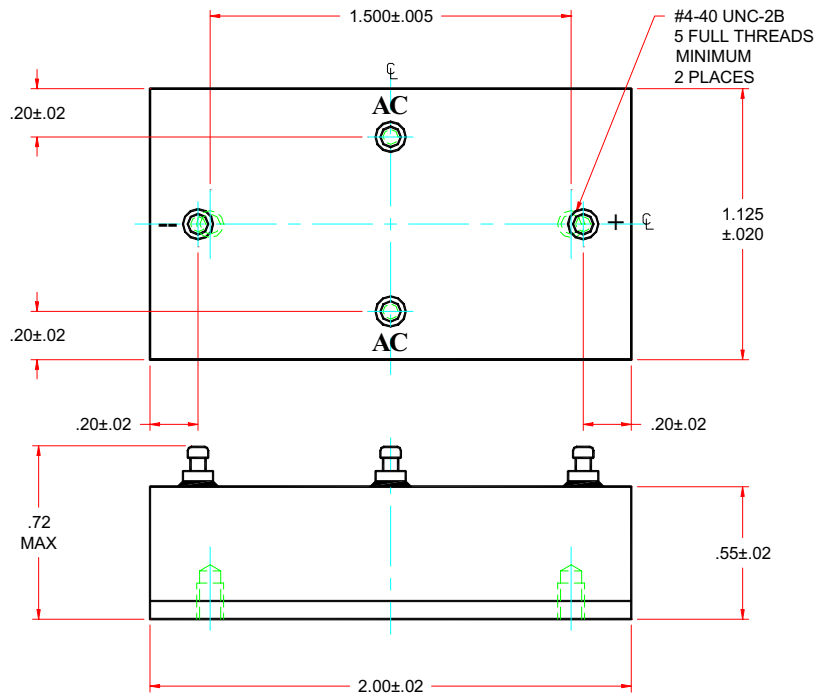 1.500±.005
#4-40 UNC-2B
5 FULL THREADS
MINIMUM
2 PLACES
℄
.20±.02
AC
-- + ℄
1.125
±.020
.20±.02
AC
.20±.02
.20±.02
.72
MAX
.55±.02
2.00±.02